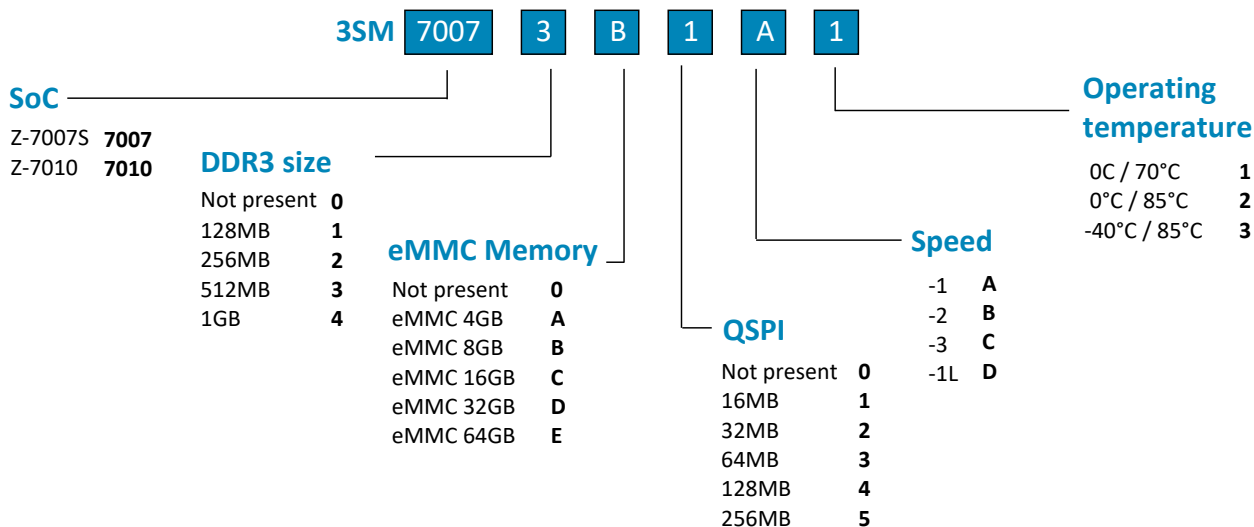 3SM 7007 3 B 1 A 1
SoC
Z-7007S 7007
Z-7010 7010
DDR3 size
Not present 0
128MB 1
256MB 2
512MB 3
1GB 4
eMMC Memory
Not present 0
eMMC 4GB A
eMMC 8GB B
eMMC 16GB C
eMMC 32GB D
eMMC 64GB E
QSPI
Not present 0
16MB 1
32MB 2
64MB 3
128MB 4
256MB 5
Speed
-1 A
-2 B
-3 C
-1L D
Operating
temperature
0C / 70°C 1
0°C / 85°C 2
-40°C / 85°C 3